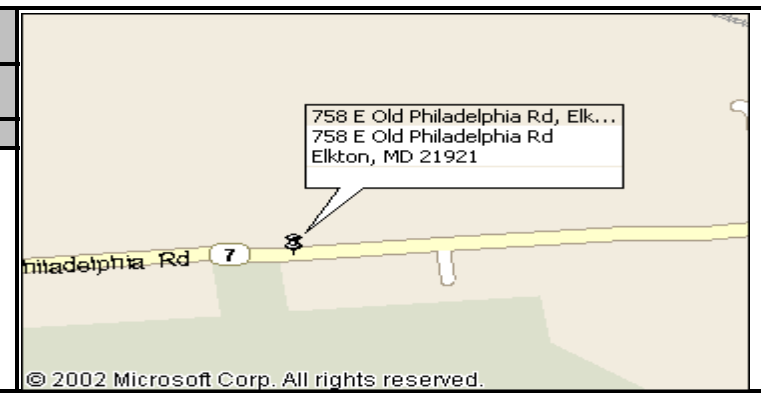 758 E Old Philadelphia Rd, Elk...
758 E Old Philadelphia Rd
Elkton, MD 21921
hiladelphia Rd 7
© 2002 Microsoft Corp. All rights reserved.